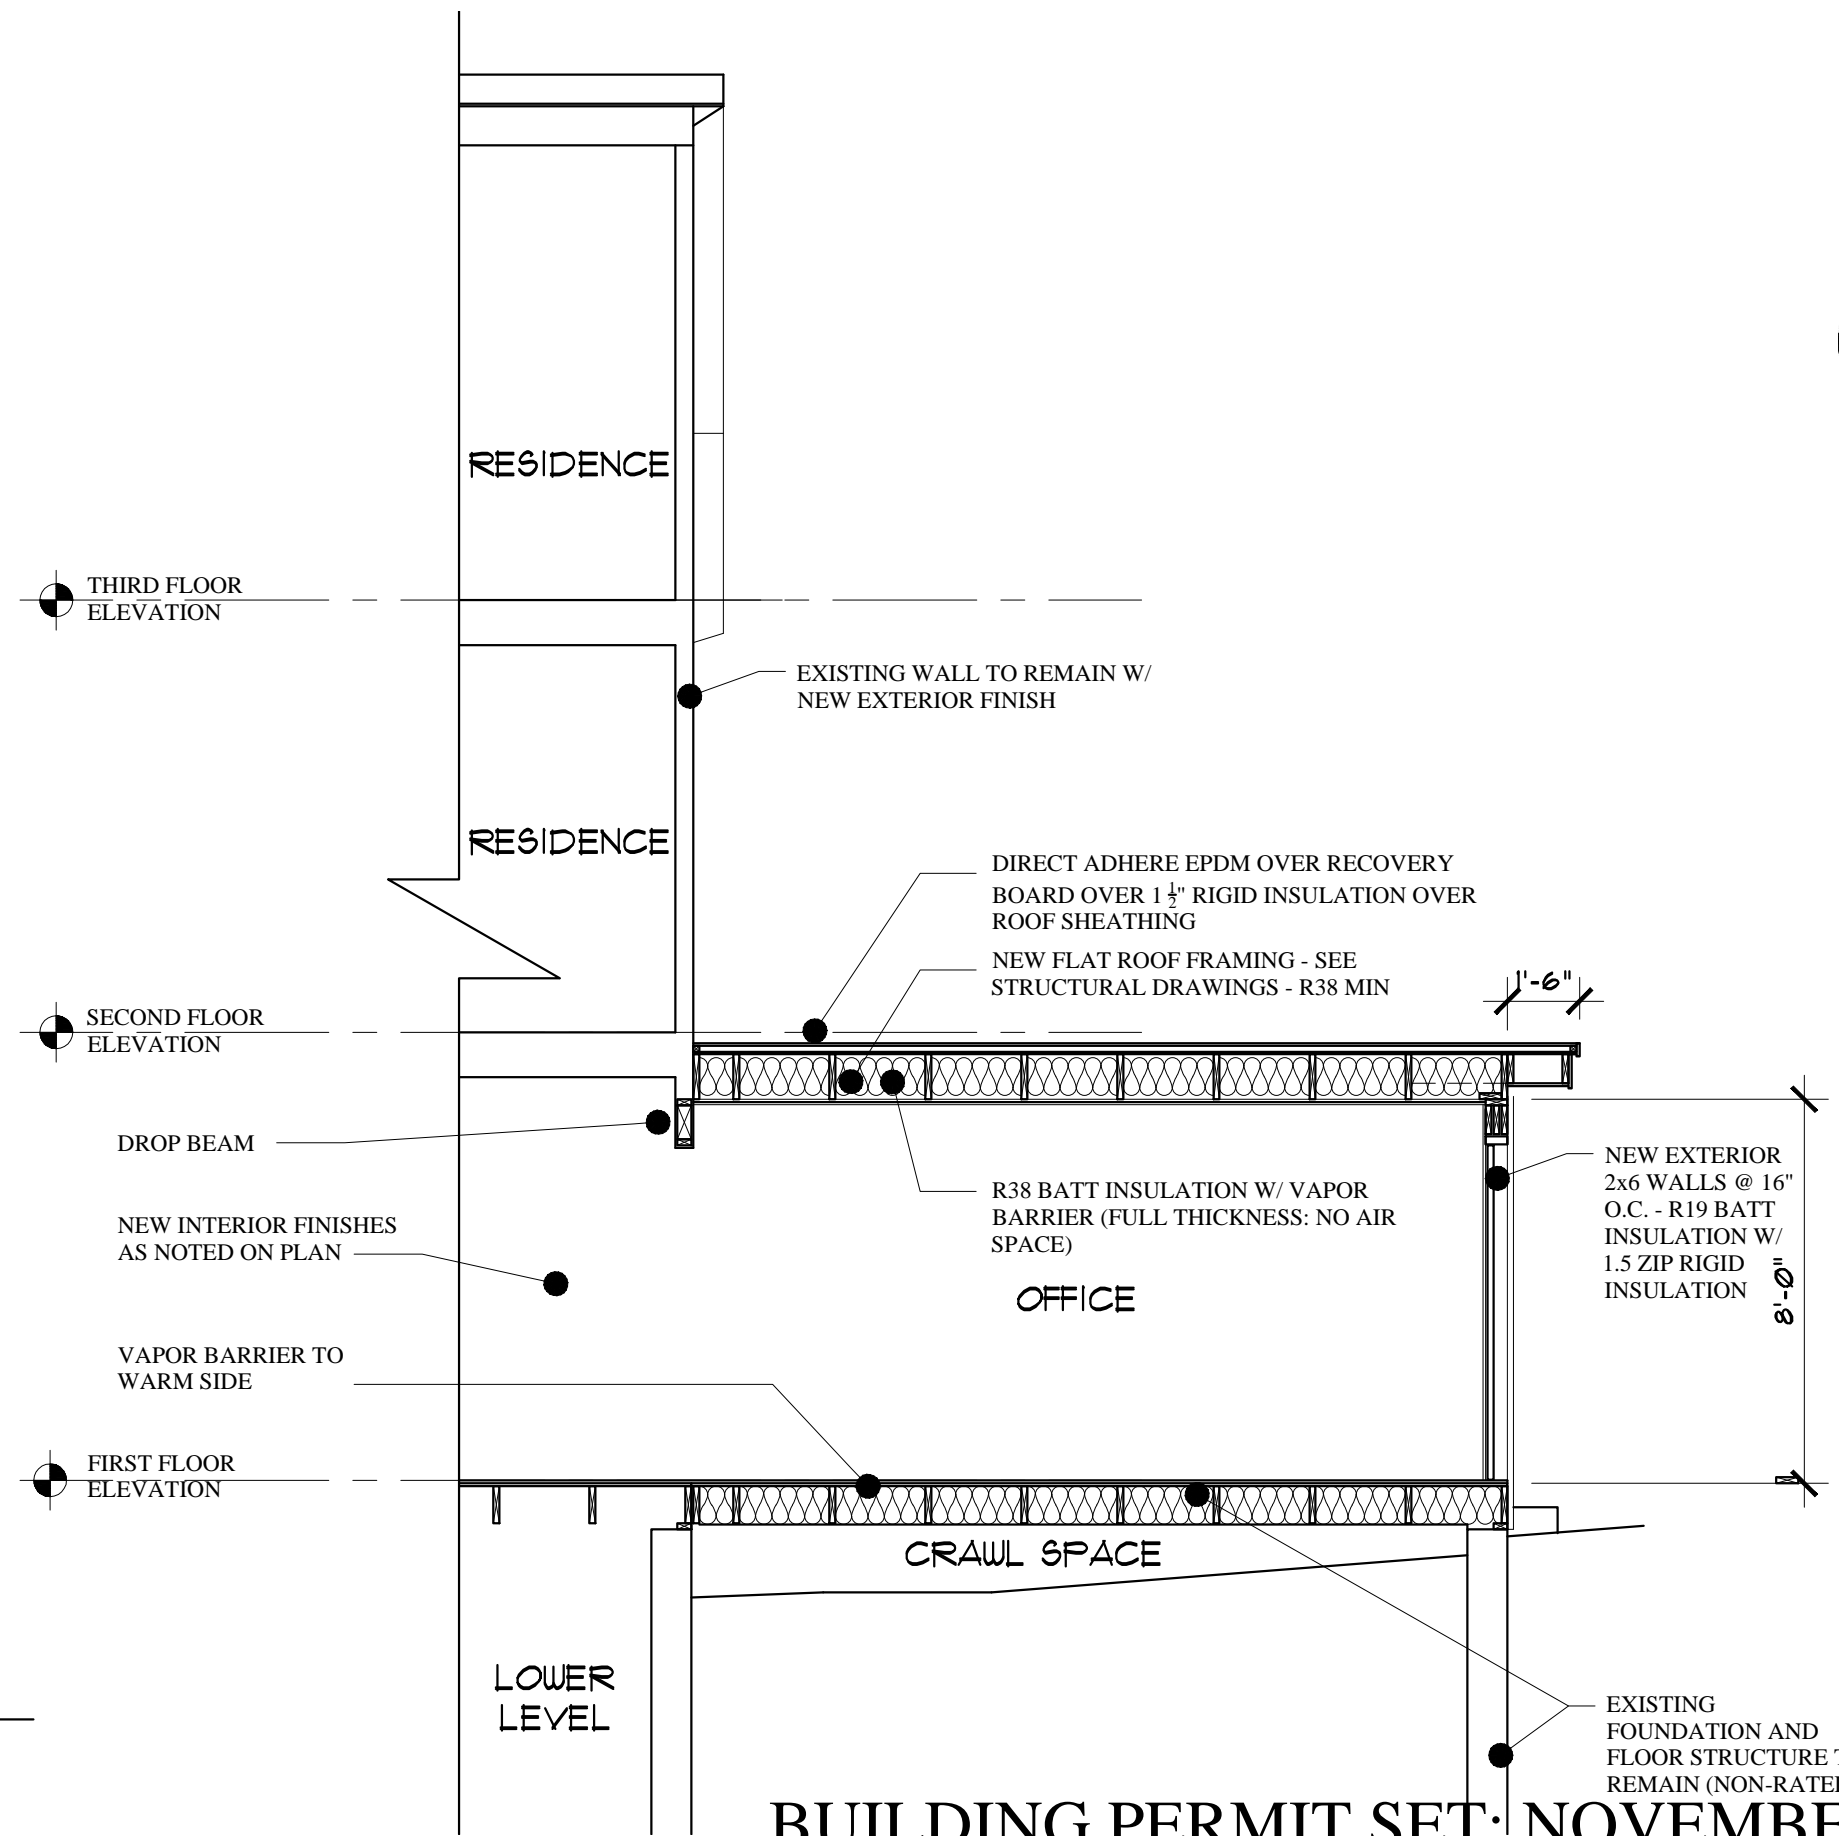 RESIDENCE
THIRD FLOOR
ELEVATION
EXISTING WALL TO REMAIN W/
NEW EXTERIOR FINISH
RESIDENCE
DIRECT ADHERE EPDM OVER RECOVERY
BOARD OVER 1 1/2" RIGID INSULATION OVER
ROOF SHEATHING
NEW FLAT ROOF FRAMING - SEE
STRUCTURAL DRAWINGS - R38 MIN
1'-6"
SECOND FLOOR
ELEVATION
DROP BEAM
NEW EXTERIOR
2x6 WALLS @ 16"
O.C. - R19 BATT
INSULATION W/
1.5 ZIP RIGID
INSULATION
8'-0"
R38 BATT INSULATION W/ VAPOR
BARRIER (FULL THICKNESS: NO AIR
SPACE)
NEW INTERIOR FINISHES
AS NOTED ON PLAN
OFFICE
VAPOR BARRIER TO
WARM SIDE
FIRST FLOOR
ELEVATION
CRAWL SPACE
LOWER
LEVEL
EXISTING
FOUNDATION AND
FLOOR STRUCTURE
REMAIN (NON-RATE
BUILDING PERMIT SET: NOVEMBE